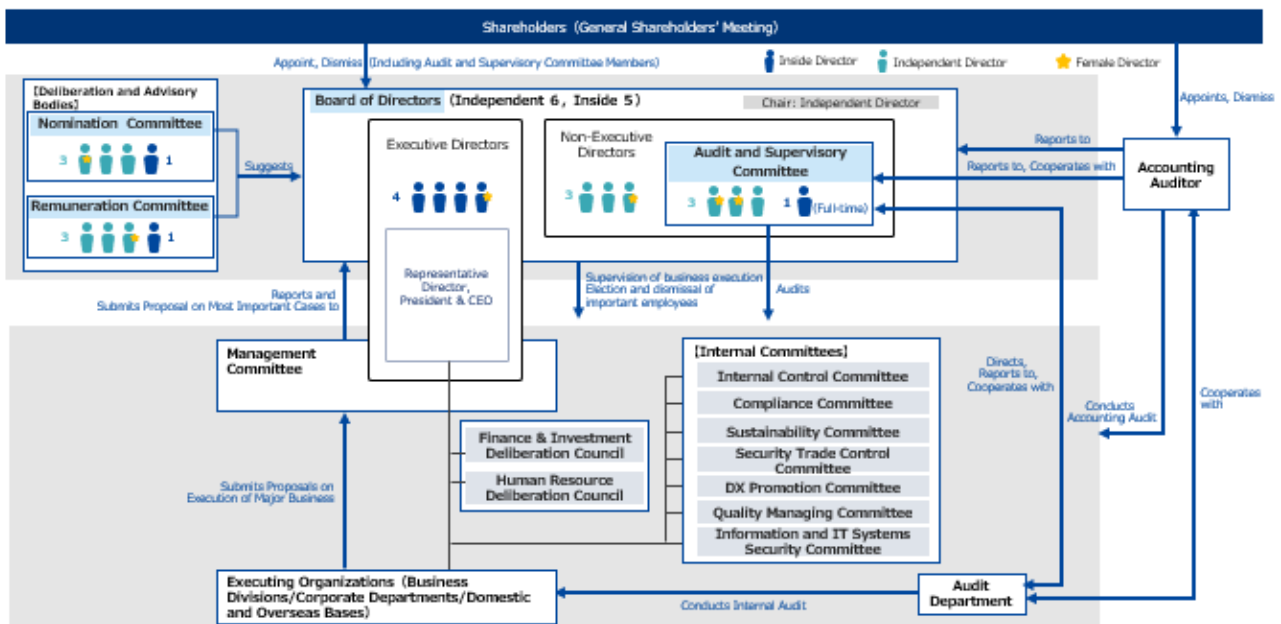 Shareholders (General Shareholders' Meeting)
Appoint, Dismiss (Including Audit and Supervisory Committee Members)
Inside Director
Independent Director
Female Director
[Deliberation and Advisory
Bodies]
Nomination Committee
3
1
Remuneration Committee
3
1
Suggests
Board of Directors (Independent 6, Inside 5)
Chair: Independent Director
Executive Directors
4
Representative
Director,
President & CEO
Non-Executive
Directors
3
Audit and Supervisory
Committee
3
1
(Full-time)
Appoints, Dismiss
Reports to
Reports to, Cooperates with
Accounting
Auditor
Reports and
Submits Proposal on Most Important Cases to
Supervision of business execution
Election and dismissal of
important employees
Audits
Management
Committee
[Internal Committees]
Internal Control Committee
Compliance Committee
Sustainability Committee
Security Trade Control
Committee
DX Promotion Committee
Quality Managing Committee
Information and IT Systems
Security Committee
Directs,
Reports to,
Cooperates with
Conducts
Accounting Audit
Cooperates
with
Finance & Investment
Deliberation Council
Human Resource
Deliberation Council
Submits Proposals on
Execution of Major Business
Executing Organizations (Business
Divisions/Corporate Departments/Domestic
and Overseas Bases)
Conducts Internal Audit
Audit
Department